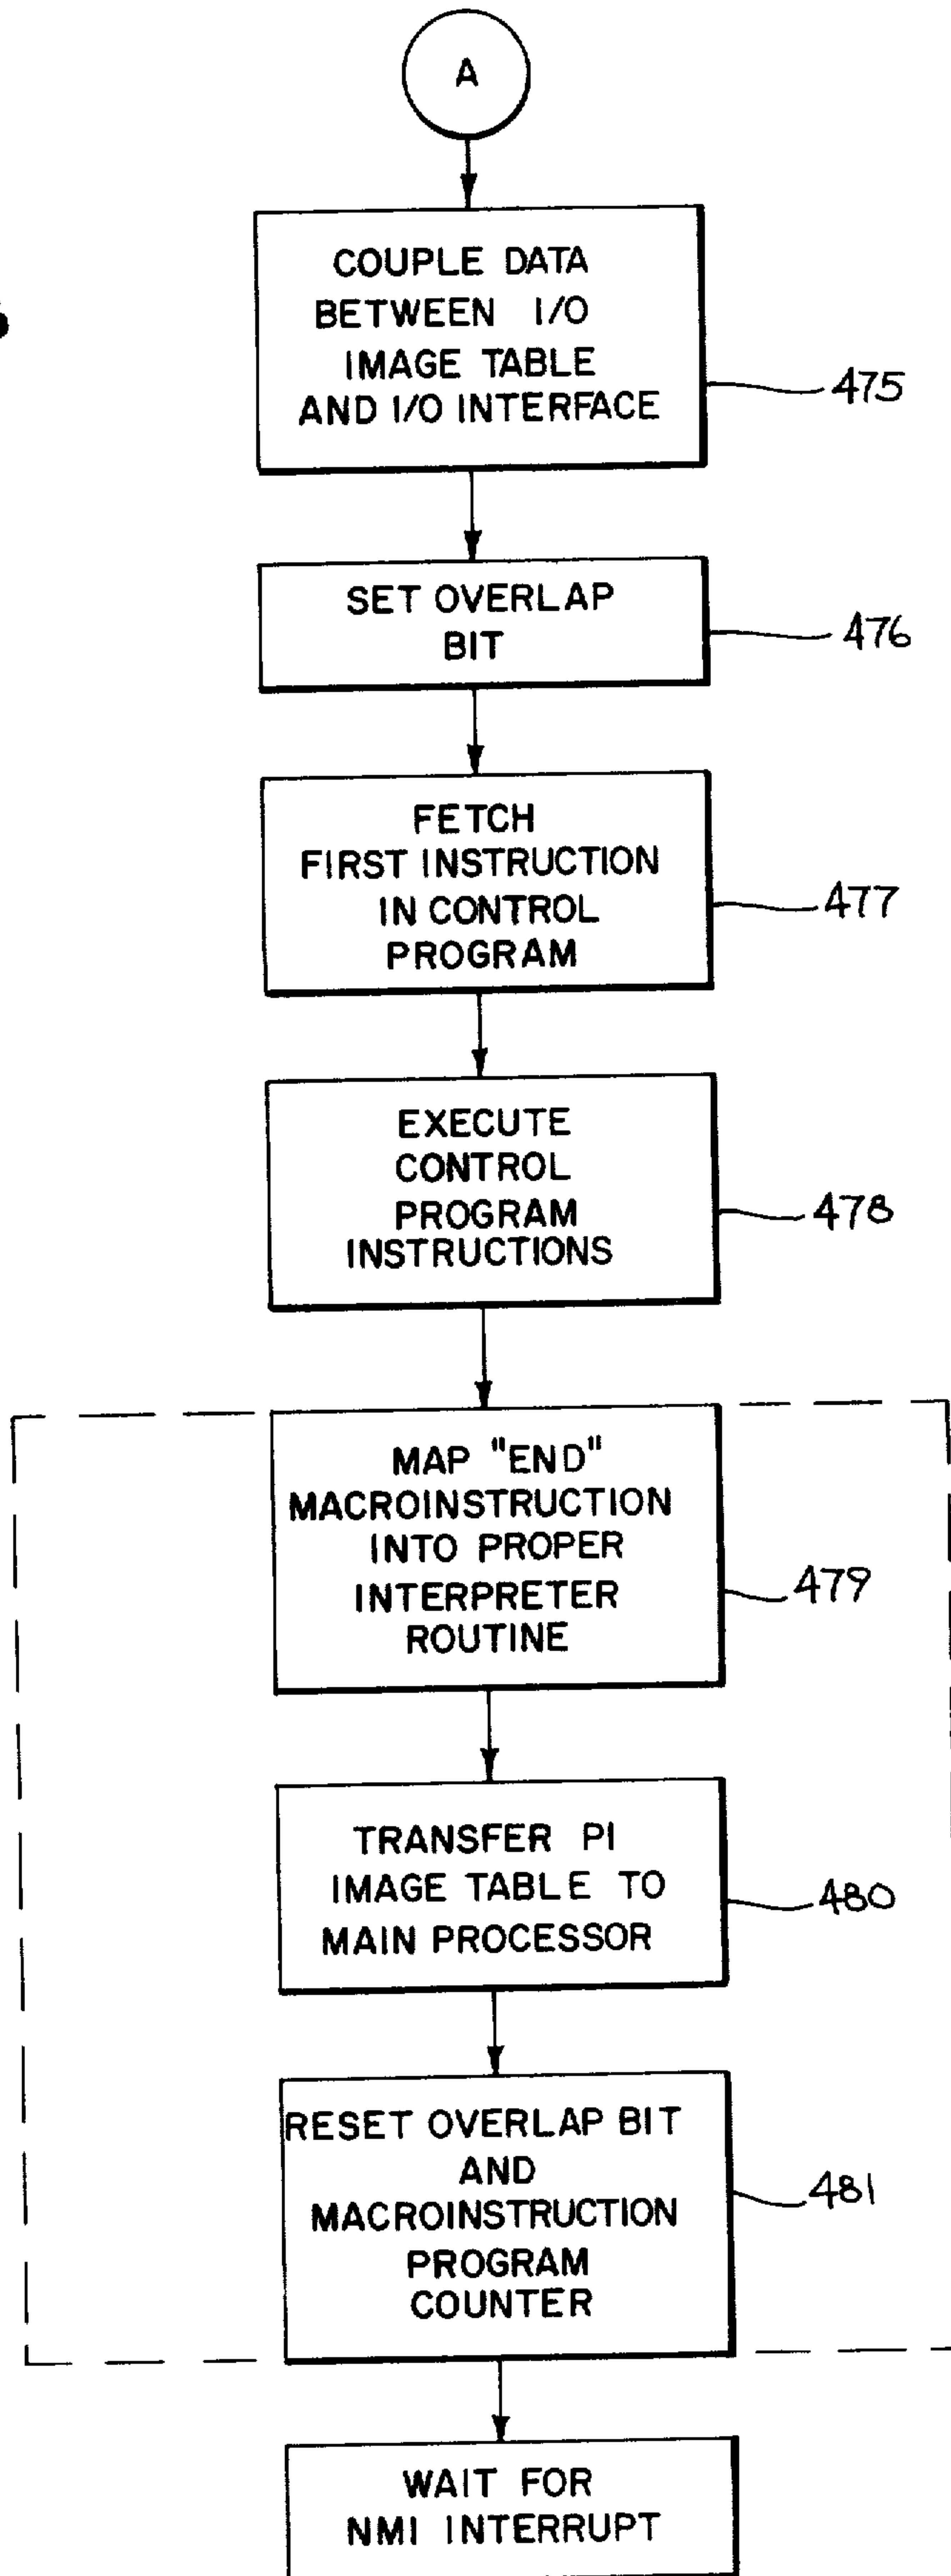 A
COUPLE DATA
BETWEEN I/O
IMAGE TABLE
AND I/O INTERFACE
475
SET OVERLAP
BIT
476
FETCH
FIRST INSTRUCTION
IN CONTROL
PROGRAM
477
EXECUTE
CONTROL
PROGRAM
INSTRUCTIONS
478
MAP "END"
MACROINSTRUCTION
INTO PROPER
INTERPRETER
ROUTINE
479
TRANSFER PI
IMAGE TABLE TO
MAIN PROCESSOR
480
RESET OVERLAP BIT
AND
MACROINSTRUCTION
PROGRAM
COUNTER
481
WAIT FOR
NMI INTERRUPT